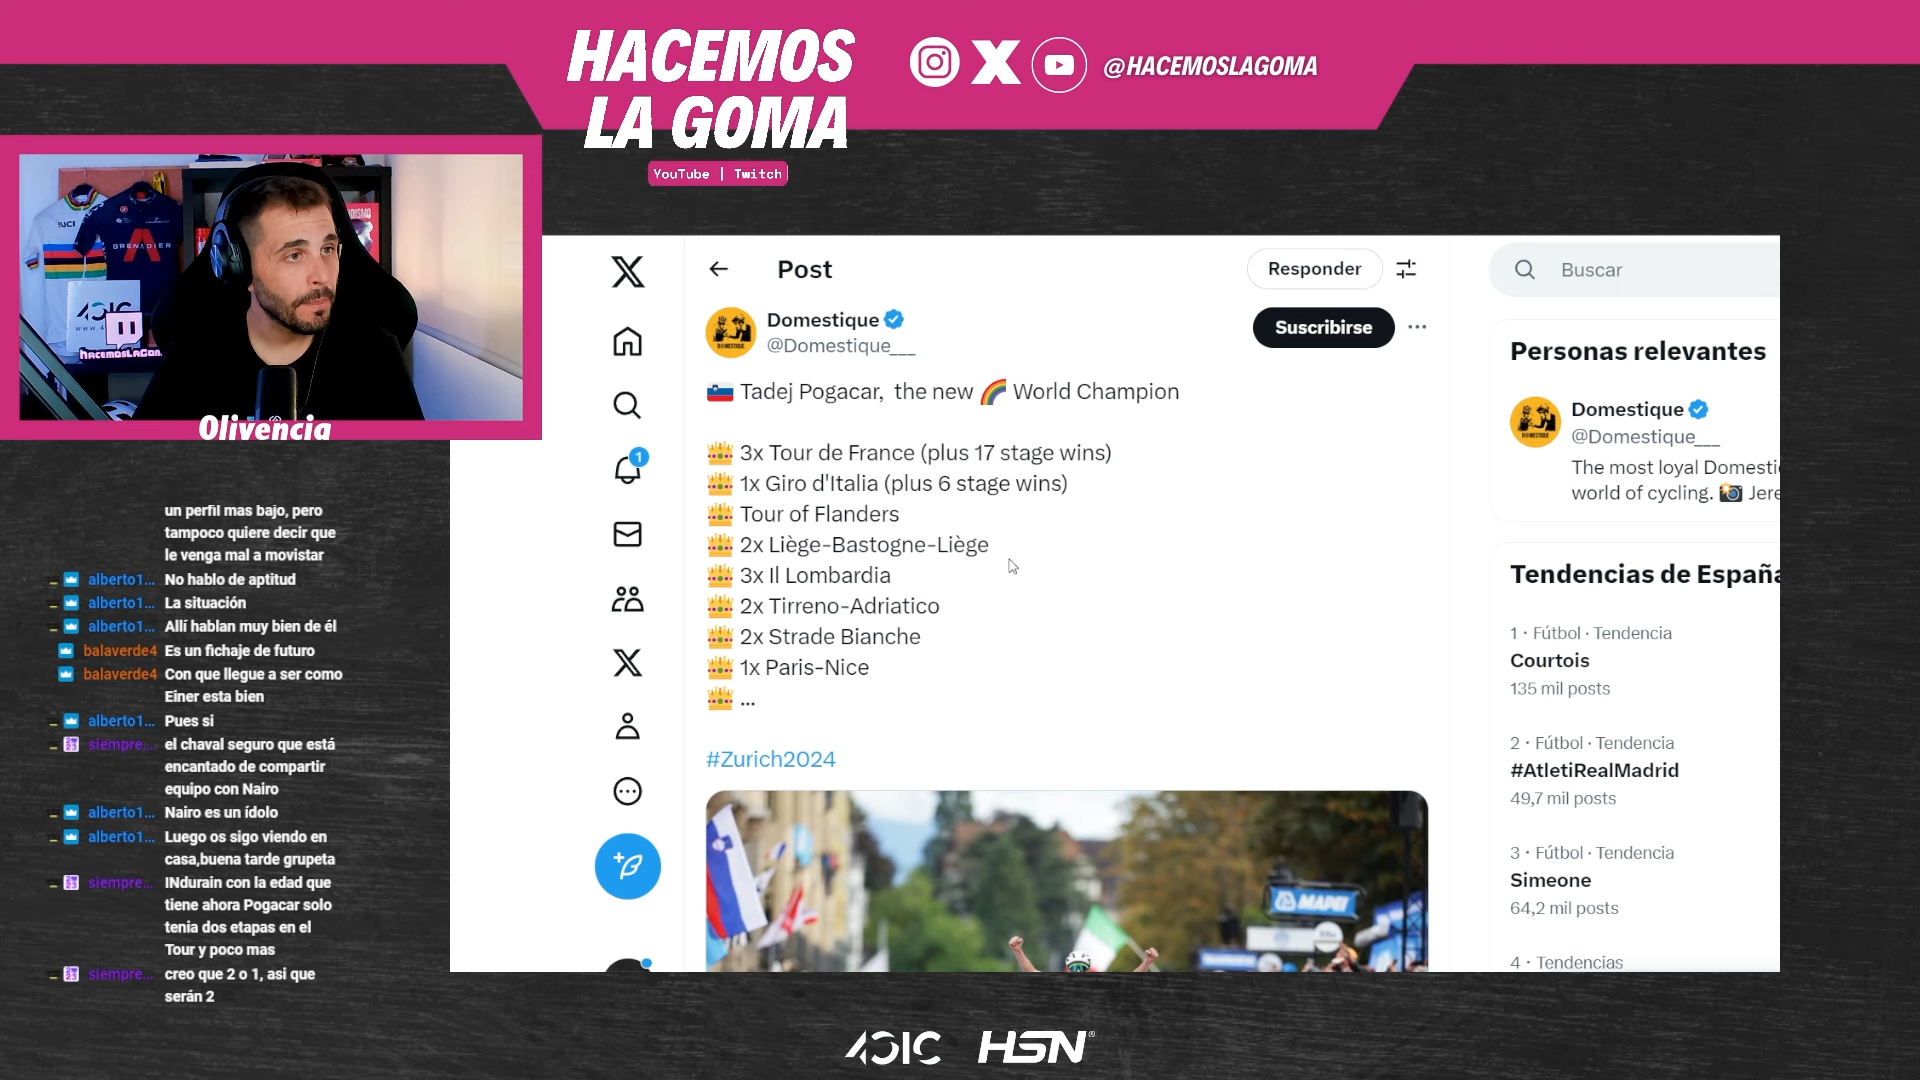 HACEMOS
LA GOMA
@HACEMOSLAGOMA
YouTube | Twitch
UCI
GRENADIER
HACEMOSLAGOM
Olivencia
un perfil mas bajo, pero
tampoco quiere decir que
le venga mal a movistar
alberto1... No hablo de aptitud
alberto1... La situación
alberto1... Allí hablan muy bien de él
balaverde4 Es un fichaje de futuro
balaverde4 Con que llegue a ser como
Einer esta bien
alberto1... Pues si
siempre... el chaval seguro que está
encantado de compartir
equipo con Nairo
alberto1... Nairo es un ídolo
alberto1... Luego os sigo viendo en
casa,buena tarde grupeta
siempre... INdurain con la edad que
tiene ahora Pogacar solo
tenia dos etapas en el
Tour y poco mas
siempre... creo que 2 o 1, asi que
serán 2
1
Post
Responder
Domestique
@Domestique___
Suscribirse
Tadej Pogacar, the new 🌈 World Champion
👑 3x Tour de France (plus 17 stage wins)
👑 1x Giro d'Italia (plus 6 stage wins)
👑 Tour of Flanders
👑 2x Liège-Bastogne-Liège
👑 3x Il Lombardia
👑 2x Tirreno-Adriatico
👑 2x Strade Bianche
👑 1x Paris-Nice
👑 ...
#Zurich2024
MAPEI
Buscar
Personas relevantes
Domestique
@Domestique___
The most loyal Domesti
world of cycling. 📸 Jere
Tendencias de España
1 · Fútbol · Tendencia
Courtois
135 mil posts
2 · Fútbol · Tendencia
#AtletiRealMadrid
49,7 mil posts
3 · Fútbol · Tendencia
Simeone
64,2 mil posts
4 · Tendencias
HSN